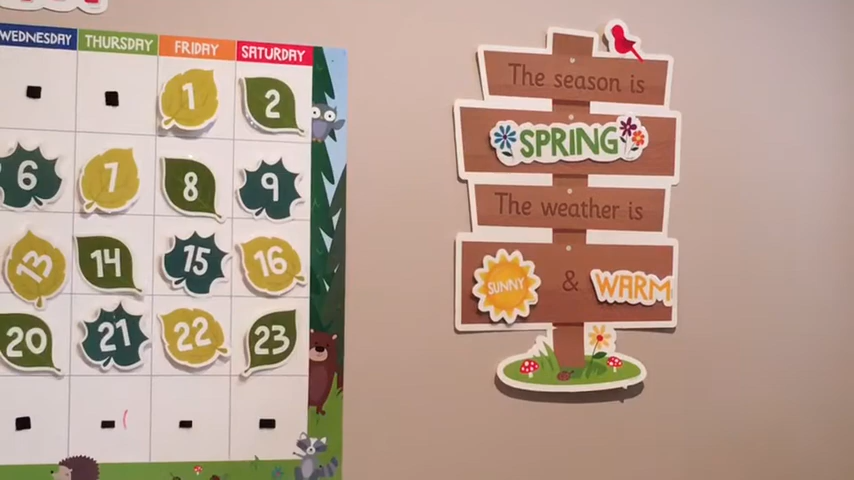 WEDNESDAY THURSDAY FRIDAY SATURDAY
1 2
6 7 8 9
13 14 15 16
20 21 22 23
The season is
SPRING
The weather is
SUNNY & WARM